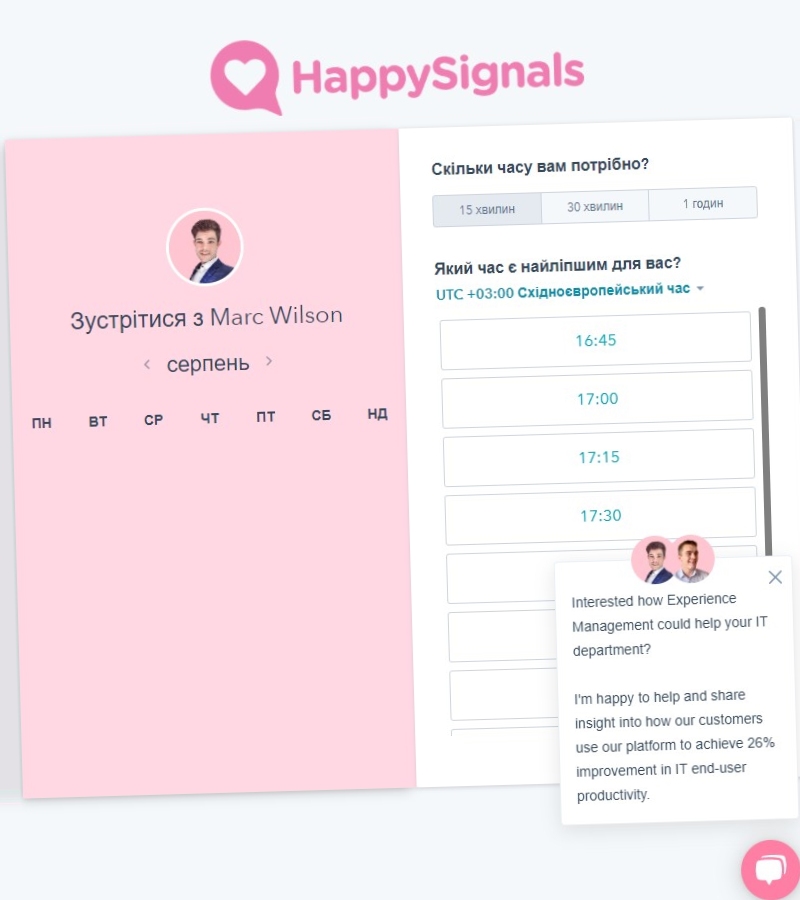 HappySignals
Зустрітися з Marc Wilson
серпень
ПН ВТ СР ЧТ ПТ СБ НД
Скільки часу вам потрібно?
15 хвилин 30 хвилин 1 годин
Який час є найліпшим для вас?
UTC +03:00 Східноєвропейський час
16:45
17:00
17:15
17:30
Interested how Experience
Management could help your IT
department?
I'm happy to help and share
insight into how our customers
use our platform to achieve 26%
improvement in IT end-user
productivity.